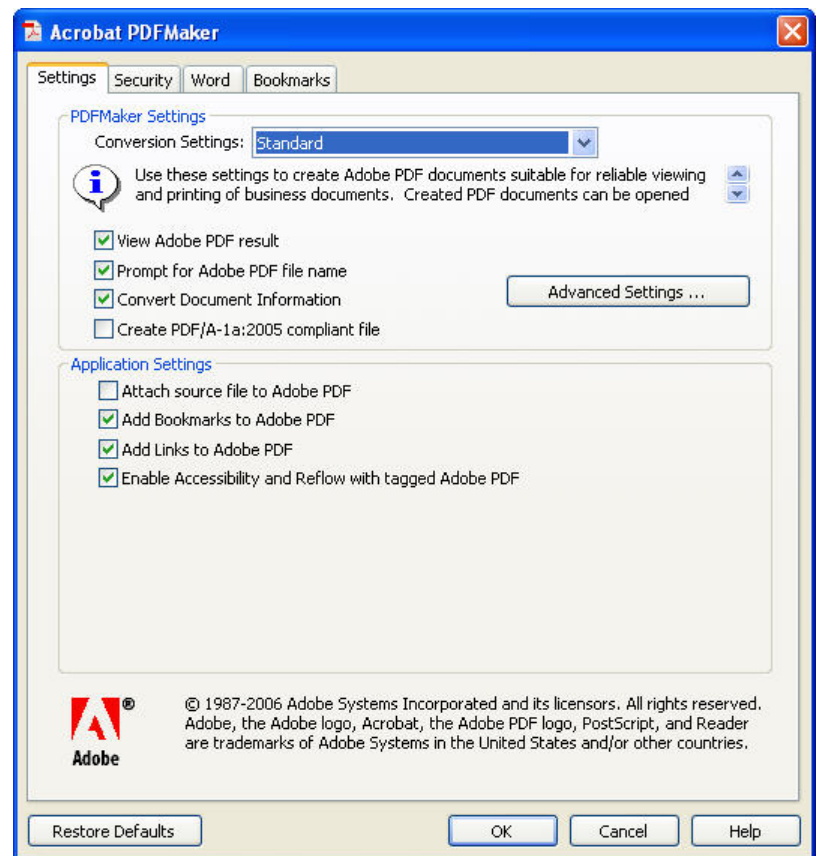 Acrobat PDFMaker
Settings Security Word Bookmarks
PDFMaker Settings
Conversion Settings: Standard
Use these settings to create Adobe PDF documents suitable for reliable viewing
and printing of business documents. Created PDF documents can be opened
View Adobe PDF result
Prompt for Adobe PDF file name
Convert Document Information
Advanced Settings ...
Create PDF/A-1a:2005 compliant file
Application Settings
Attach source file to Adobe PDF
Add Bookmarks to Adobe PDF
Add Links to Adobe PDF
Enable Accessibility and Reflow with tagged Adobe PDF
® © 1987-2006 Adobe Systems Incorporated and its licensors. All rights reserved.
Adobe, the Adobe logo, Acrobat, the Adobe PDF logo, PostScript, and Reader
are trademarks of Adobe Systems in the United States and/or other countries.
Adobe
Restore Defaults OK Cancel Help